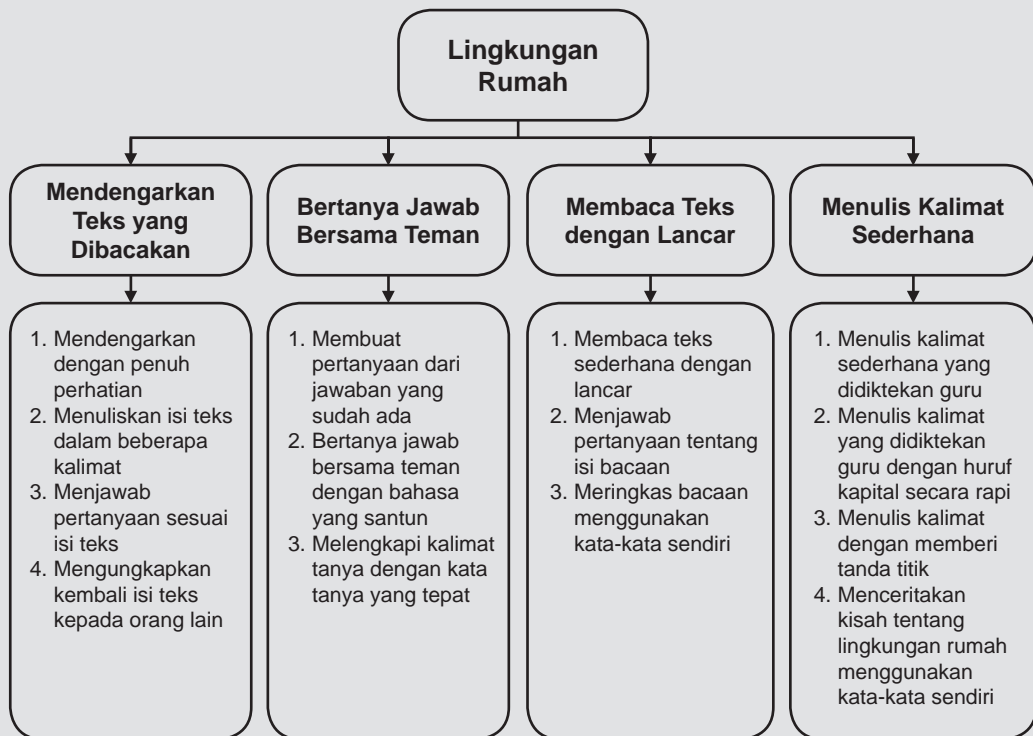 Lingkungan
Rumah
Mendengarkan
Teks yang
Dibacakan
Bertanya Jawab
Bersama Teman
Membaca Teks
dengan Lancar
Menulis Kalimat
Sederhana
1. Mendengarkan
dengan penuh
perhatian
2. Menuliskan isi teks
dalam beberapa
kalimat
3. Menjawab
pertanyaan sesuai
isi teks
4. Mengungkapkan
kembali isi teks
kepada orang lain
1. Membuat
pertanyaan dari
jawaban yang
sudah ada
2. Bertanya jawab
bersama teman
dengan bahasa
yang santun
3. Melengkapi kalimat
tanya dengan kata
tanya yang tepat
1. Membaca teks
sederhana dengan
lancar
2. Menjawab
pertanyaan tentang
isi bacaan
3. Meringkas bacaan
menggunakan
kata-kata sendiri
1. Menulis kalimat
sederhana yang
didiktekan guru
2. Menulis kalimat
yang didiktekan
guru dengan huruf
kapital secara rapi
3. Menulis kalimat
dengan memberi
tanda titik
4. Menceritakan
kisah tentang
lingkungan rumah
menggunakan
kata-kata sendiri